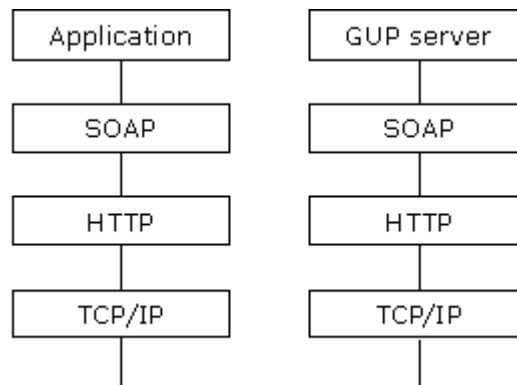 Application
SOAP
HTTP
TCP/IP
GUP server
SOAP
HTTP
TCP/IP